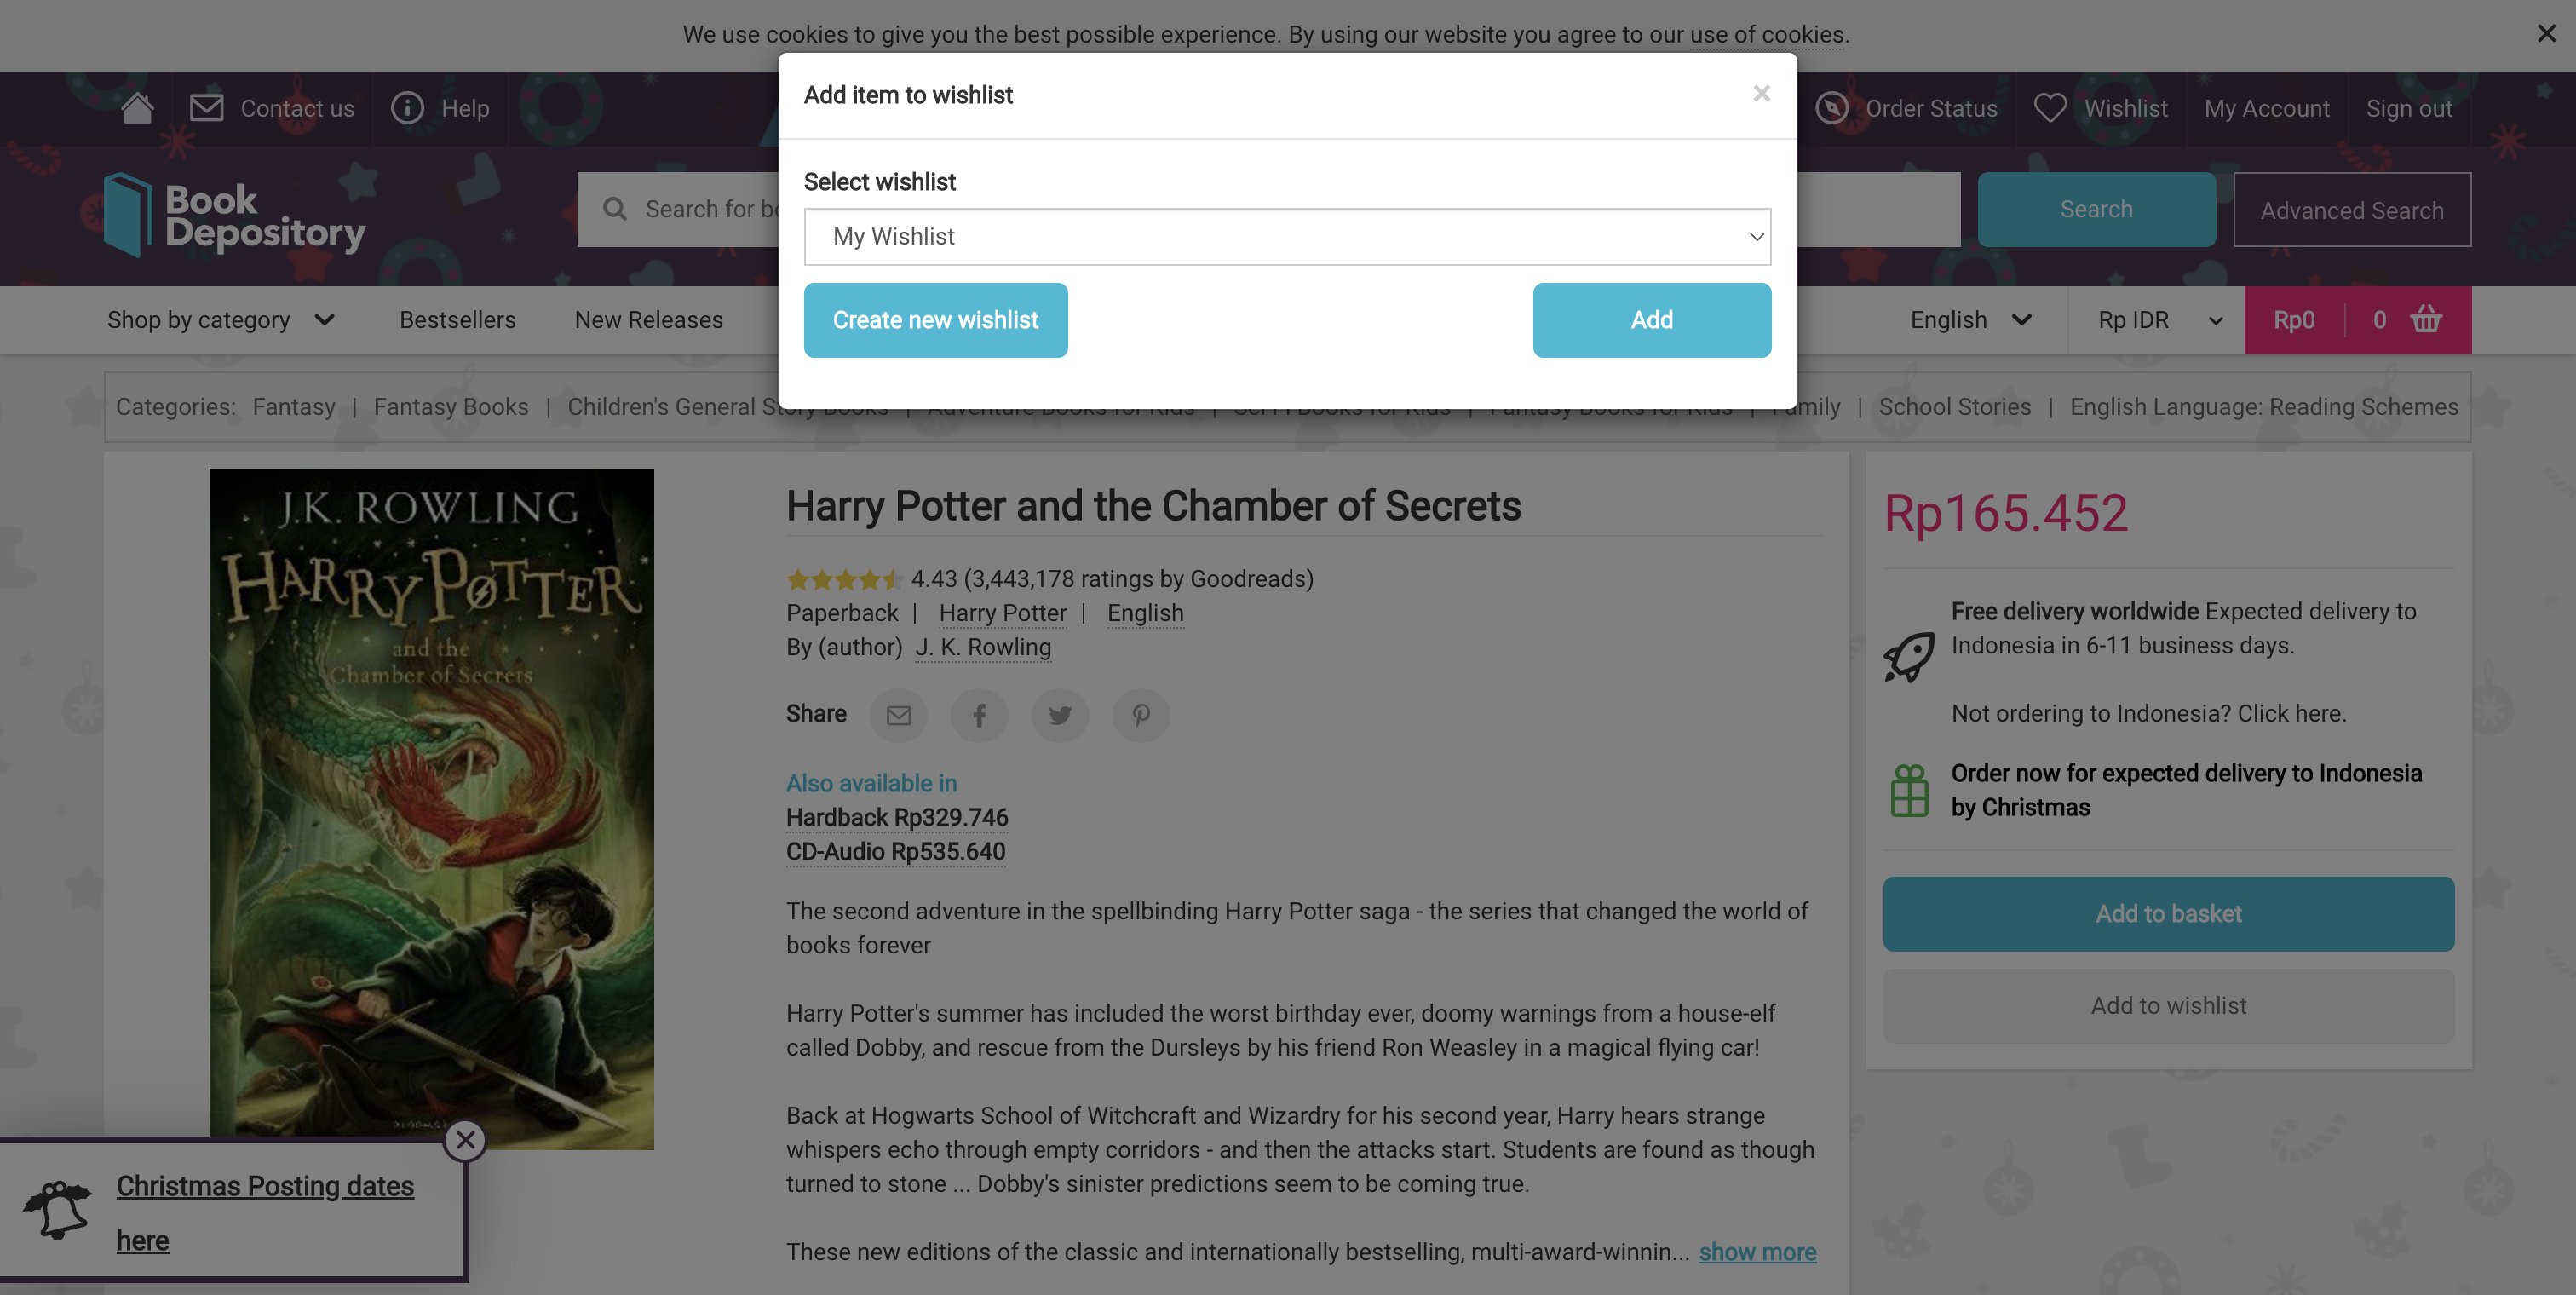 We use cookies to give you the best possible experience. By using our website you agree to our use of cookies.
Add item to wishlist
Contact us
Help
Order Status
Wishlist
My Account
Sign out
Select wishlist
Book
Depository
Search for
My Wishlist
Search
Advanced Search
Create new wishlist
Add
Shop by category
Bestsellers
New Releases
English
Rp IDR
Rp0
0
Categories: Fantasy | Fantasy Books | Children's General Story Books | Adventure Books for Kids | Sci Fi Books for Kids | Fantasy Books for Kids | Family | School Stories | English Language: Reading Schemes
J.K. ROWLING
HARRY POTTER
and the
Chamber of Secrets
Harry Potter and the Chamber of Secrets
4.43 (3,443,178 ratings by Goodreads)
Paperback | Harry Potter | English
By (author) J. K. Rowling
Share
Also available in
Hardback Rp329.746
CD-Audio Rp535.640
The second adventure in the spellbinding Harry Potter saga - the series that changed the world of
books forever
Harry Potter's summer has included the worst birthday ever, doomy warnings from a house-elf
called Dobby, and rescue from the Dursleys by his friend Ron Weasley in a magical flying car!
Back at Hogwarts School of Witchcraft and Wizardry for his second year, Harry hears strange
whispers echo through empty corridors - and then the attacks start. Students are found as though
turned to stone ... Dobby's sinister predictions seem to be coming true.
These new editions of the classic and internationally bestselling, multi-award-winnin... show more
Rp165.452
Free delivery worldwide Expected delivery to
Indonesia in 6-11 business days.
Not ordering to Indonesia? Click here.
Order now for expected delivery to Indonesia
by Christmas
Add to basket
Add to wishlist
Christmas Posting dates
here